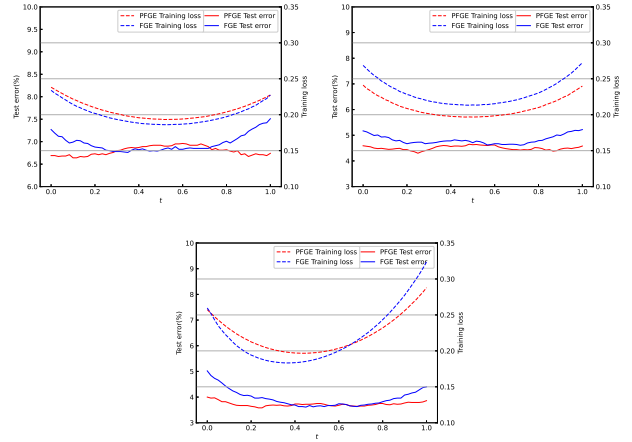 PFGE Training loss
FGE Training loss
PFGE Test error
FGE Test error
10.0
9.5
9.0
8.5
8.0
7.5
7.0
6.5
6.0
Test error(%)
0.35
0.30
0.25
0.20
0.15
0.10
Training loss
0.0 0.2 0.4 0.6 0.8 1.0
t
PFGE Training loss
FGE Training loss
PFGE Test error
FGE Test error
10
9
8
7
6
5
4
3
Test error(%)
0.35
0.30
0.25
0.20
0.15
0.10
Training loss
0.0 0.2 0.4 0.6 0.8 1.0
t
PFGE Training loss
FGE Training loss
PFGE Test error
FGE Test error
10
9
8
7
6
5
4
3
Test error(%)
0.35
0.30
0.25
0.20
0.15
0.10
Training loss
0.0 0.2 0.4 0.6 0.8 1.0
t